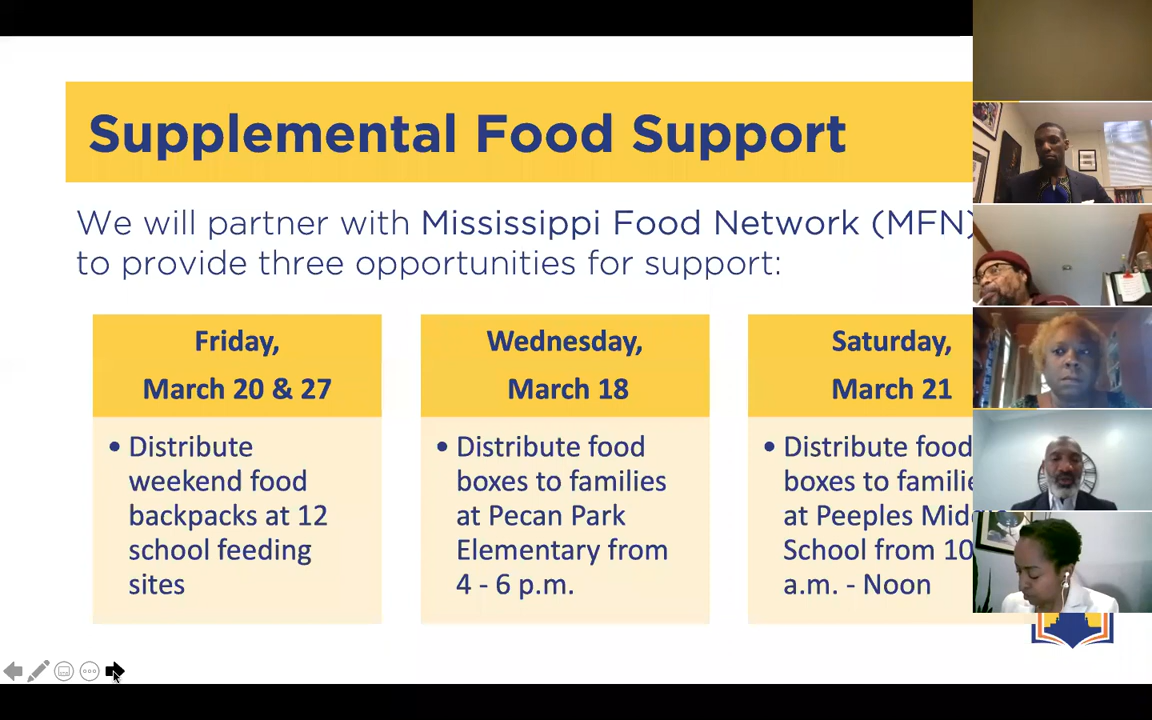 Supplemental Food Support
We will partner with Mississippi Food Network (MFN)
to provide three opportunities for support:
Friday,
March 20 & 27
• Distribute
weekend food
backpacks at 12
school feeding
sites
Wednesday,
March 18
• Distribute food
boxes to families
at Pecan Park
Elementary from
4 - 6 p.m.
Saturday,
March 21
• Distribute food
boxes to
at Peeples
School from 10
a.m. - Noon